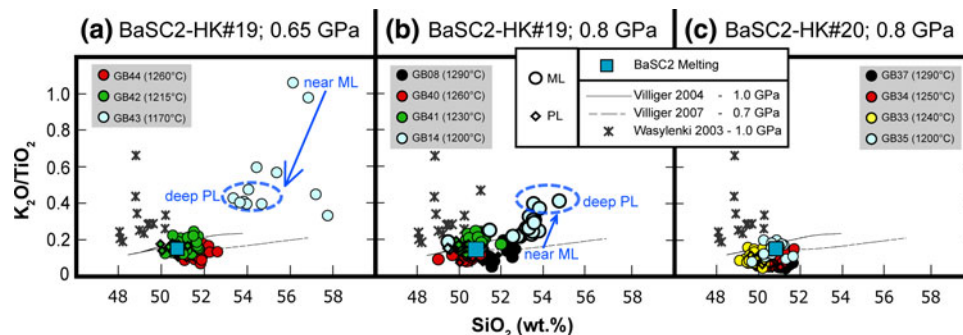 (a) BaSC2-HK#19; 0.65 GPa
(b) BaSC2-HK#19; 0.8 GPa
(c) BaSC2-HK#20; 0.8 GPa
K2O/TiO2
1.0
0.8
0.6
0.4
0.2
0
GB44 (1260°C)
GB42 (1215°C)
GB43 (1170°C)
near ML
deep PL
48 50 52 54 56 58
GB08 (1290°C)
GB40 (1260°C)
GB41 (1230°C)
GB14 (1200°C)
ML
PL
BaSC2 Melting
Villiger 2004 - 1.0 GPa
Villiger 2007 - 0.7 GPa
Wasylenki 2003 - 1.0 GPa
deep PL
near ML
48 50 52 54 56 58
GB37 (1290°C)
GB34 (1250°C)
GB33 (1240°C)
GB35 (1200°C)
48 50 52 54 56 58
SiO2 (wt.%)